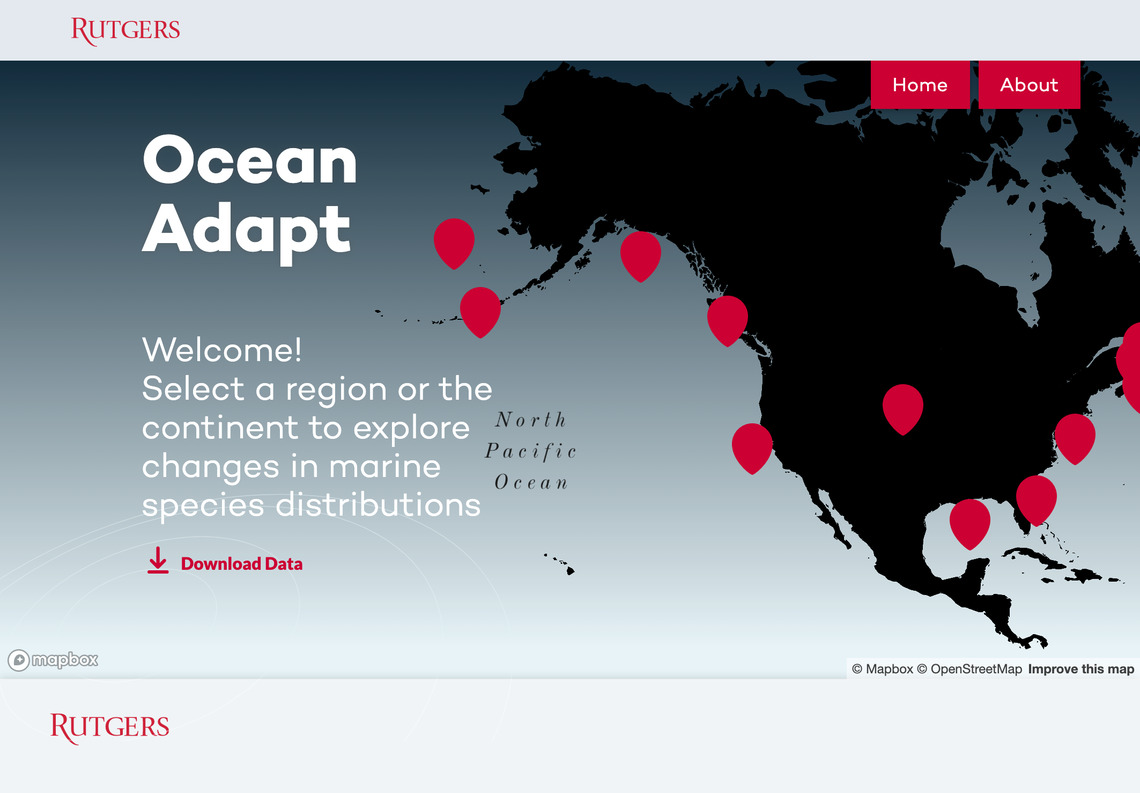 RUTGERS
Home
About
Ocean
Adapt
Welcome!
Select a region or the
continent to explore
changes in marine
species distributions
North
Pacific
Ocean
Download Data
mapbox
© Mapbox © OpenStreetMap Improve this map
RUTGERS